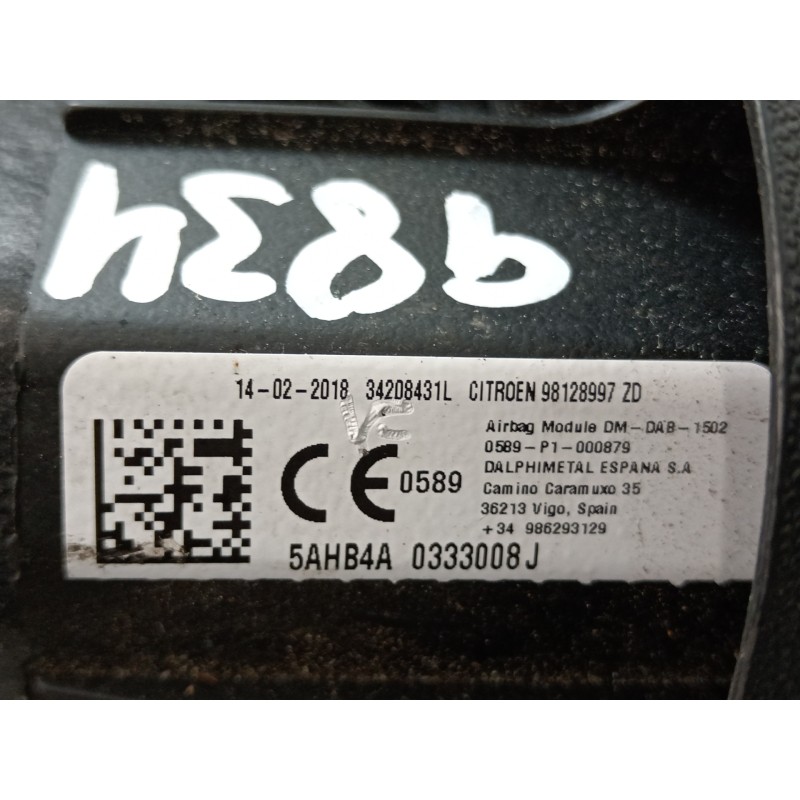 9834
14-02-2018 34208431L CITROEN 98128997 ZD
VE
Airbag Module DM-DAB-1502
0589-P1-000879
CE 0589
DALPHIMETAL ESPANA S.A
Camino Caramuxo 35
36213 Vigo, Spain
+34 986293129
5AHB4A 0333008J